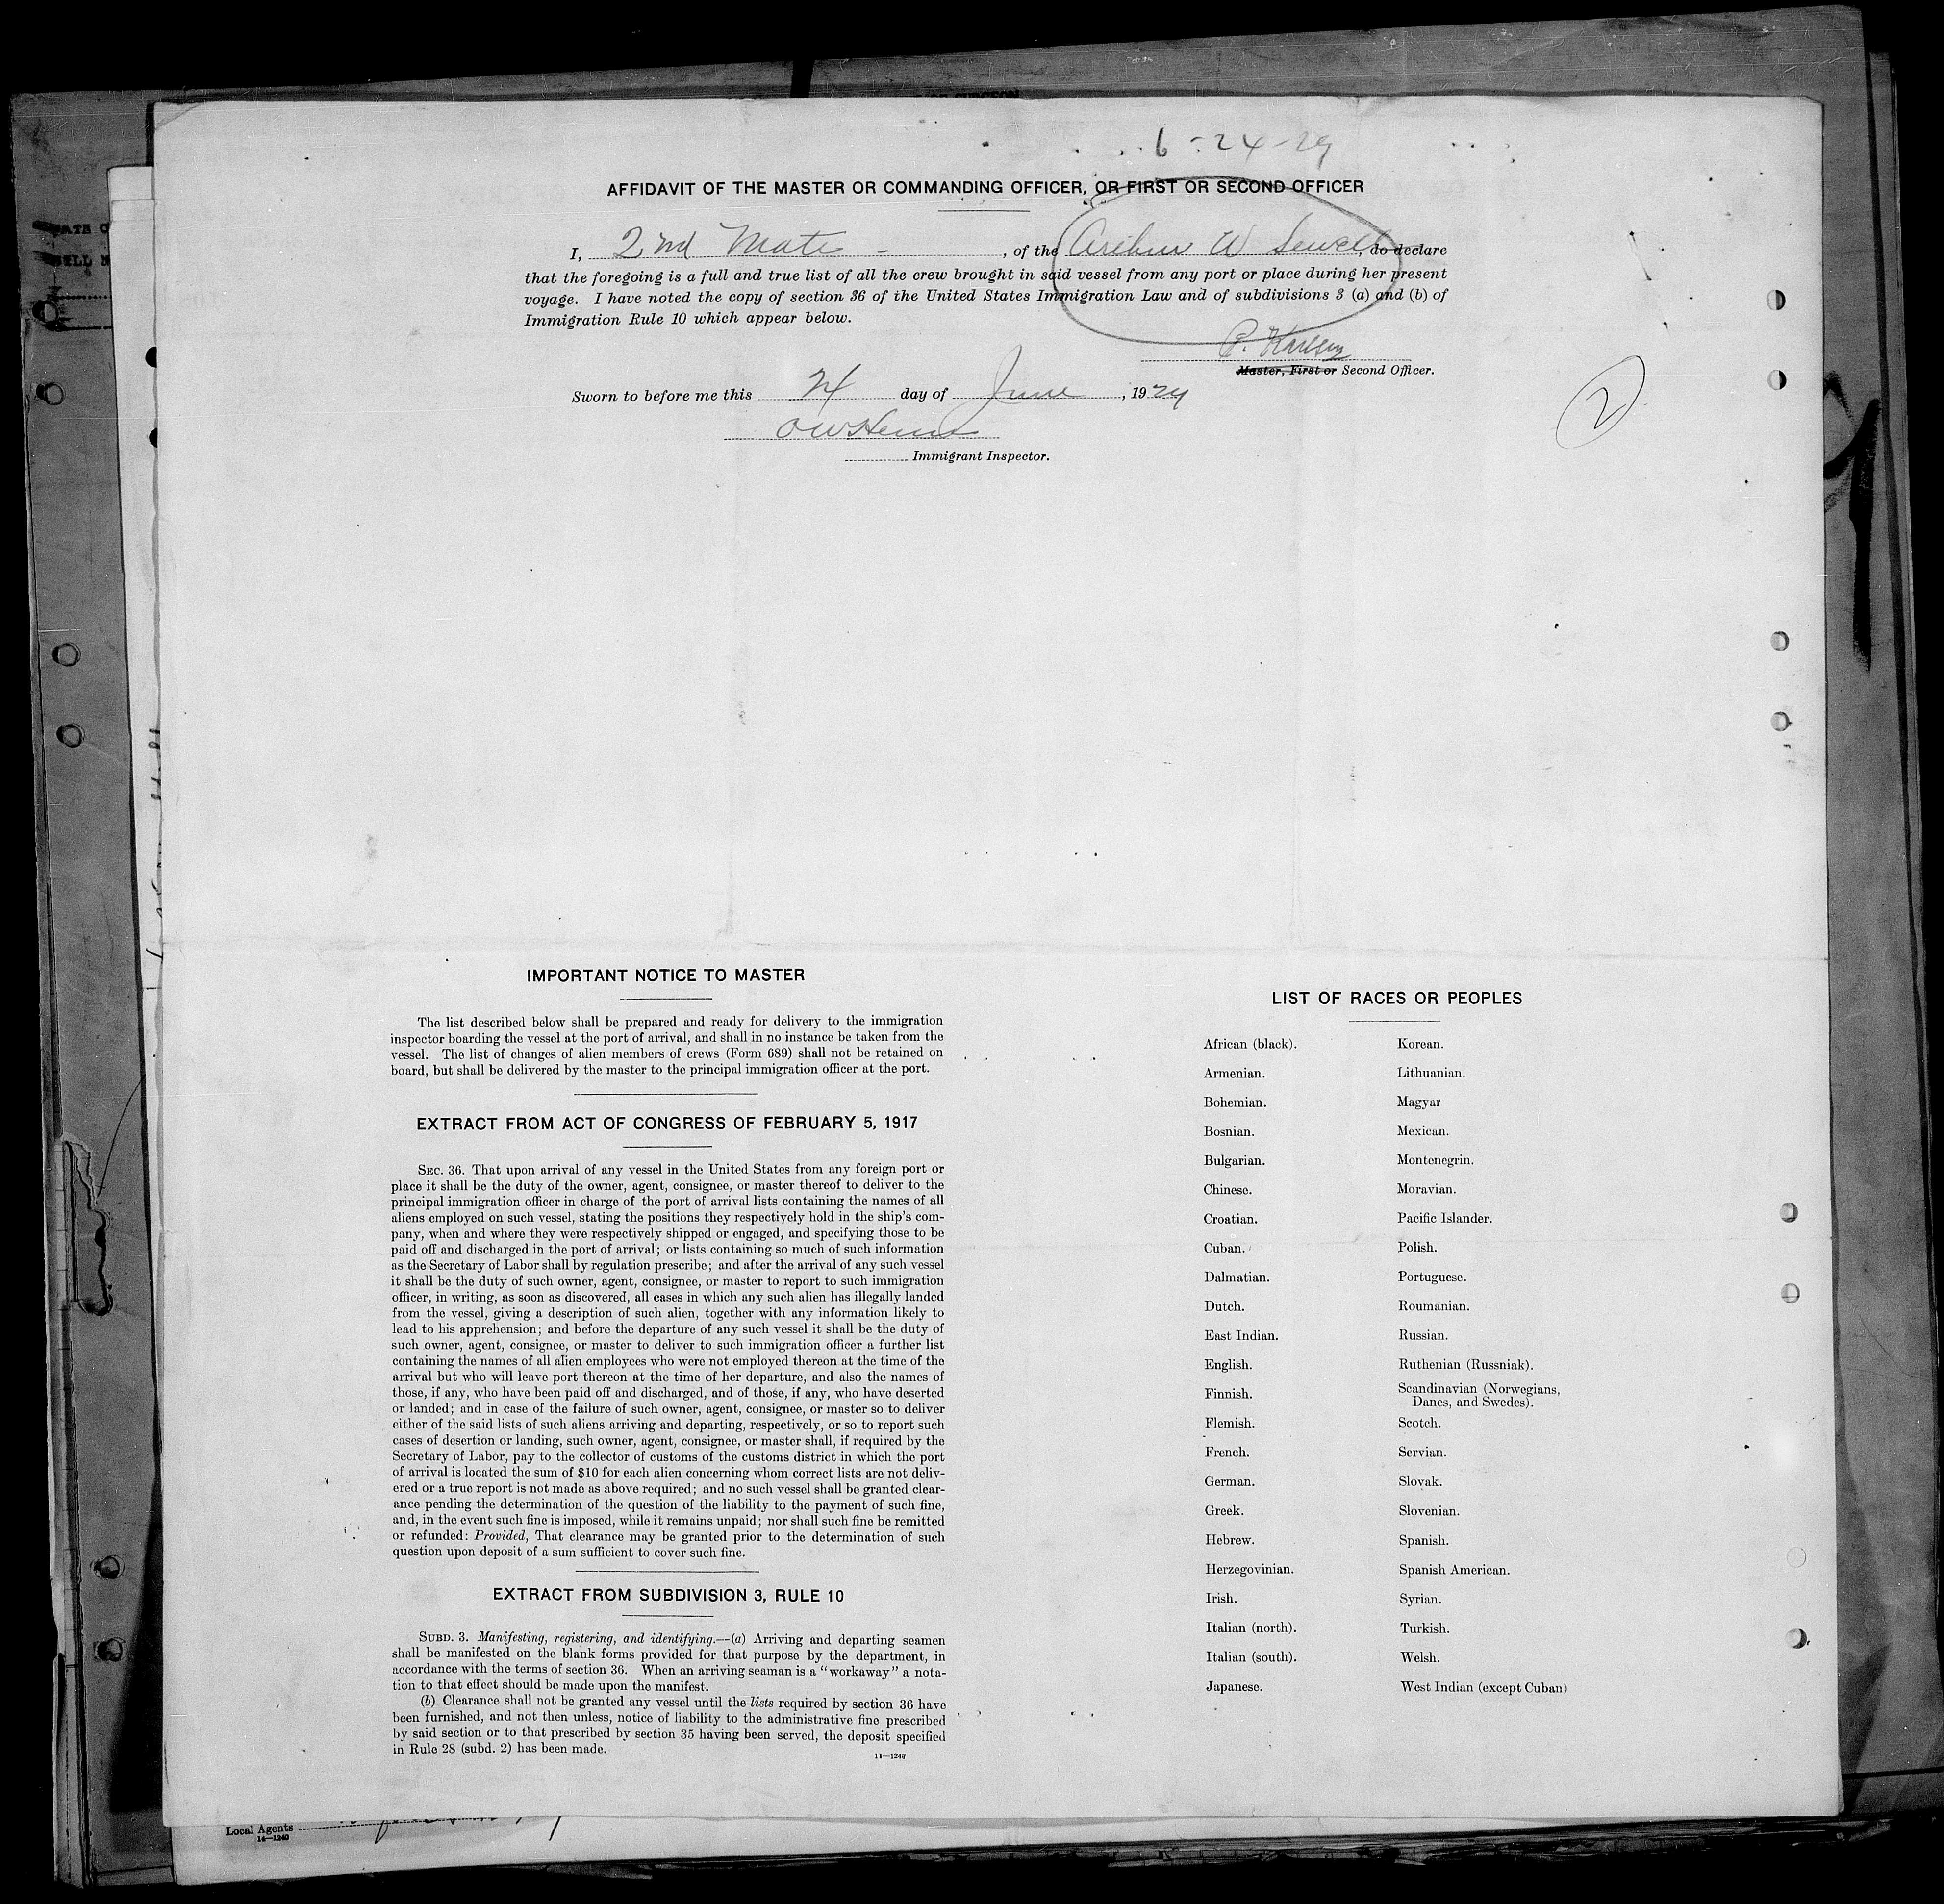 6-24-29
AFFIDAVIT OF THE MASTER OR COMMANDING OFFICER, OR FIRST OR SECOND OFFICER
I, 2nd Mate - , of the Arthur W Sewell, do declare
that the foregoing is a full and true list of all the crew brought in said vessel from any port or place during her present
voyage. I have noted the copy of section 36 of the United States Immigration Law and of subdivisions 3 (a) and (b) of
Immigration Rule 10 which appear below.
P. Karlsen
Master, First or Second Officer.
Sworn to before me this 24 day of June, 1929
2
Immigrant Inspector.
IMPORTANT NOTICE TO MASTER
The list described below shall be prepared and ready for delivery to the immigration
inspector boarding the vessel at the port of arrival, and shall in no instance be taken from the
vessel. The list of changes of alien members of crews (Form 689) shall not be retained on
board, but shall be delivered by the master to the principal immigration officer at the port.
EXTRACT FROM ACT OF CONGRESS OF FEBRUARY 5, 1917
SEC. 36. That upon arrival of any vessel in the United States from any foreign port or
place it shall be the duty of the owner, agent, consignee, or master thereof to deliver to the
principal immigration officer in charge of the port of arrival lists containing the names of all
aliens employed on such vessel, stating the positions they respectively hold in the ship's com-
pany, when and where they were respectively shipped or engaged, and specifying those to be
paid off and discharged in the port of arrival; or lists containing so much of such information
as the Secretary of Labor shall by regulation prescribe; and after the arrival of any such vessel
it shall be the duty of such owner, agent, consignee, or master to report to such immigration
officer, in writing, as soon as discovered, all cases in which any such alien has illegally landed
from the vessel, giving a description of such alien, together with any information likely to
lead to his apprehension; and before the departure of any such vessel it shall be the duty of
such owner, agent, consignee, or master to deliver to such immigration officer a further list
containing the names of all alien employees who were not employed thereon at the time of the
arrival but who will leave port thereon at the time of her departure, and also the names of
those, if any, who have been paid off and discharged, and of those, if any, who have deserted
or landed; and in case of the failure of such owner, agent, consignee, or master so to deliver
either of the said lists of such aliens arriving and departing, respectively, or so to report such
cases of desertion or landing, such owner, agent, consignee, or master shall, if required by the
Secretary of Labor, pay to the collector of customs of the customs district in which the port
of arrival is located the sum of $10 for each alien concerning whom correct lists are not deliv-
ered or a true report is not made as above required; and no such vessel shall be granted clear-
ance pending the determination of the question of the liability to the payment of such fine,
and, in the event such fine is imposed, while it remains unpaid; nor shall such fine be remitted
or refunded: Provided, That clearance may be granted prior to the determination of such
question upon deposit of a sum sufficient to cover such fine.
EXTRACT FROM SUBDIVISION 3, RULE 10
SUBD. 3. Manifesting, registering, and identifying.—(a) Arriving and departing seamen
shall be manifested on the blank forms provided for that purpose by the department, in
accordance with the terms of section 36. When an arriving seaman is a "workaway" a nota-
tion to that effect should be made upon the manifest.
(b) Clearance shall not be granted any vessel until the lists required by section 36 have
been furnished, and not then unless, notice of liability to the administrative fine prescribed
by said section or to that prescribed by section 35 having been served, the deposit specified
in Rule 28 (subd. 2) has been made.
14—1240
LIST OF RACES OR PEOPLES
African (black).
Armenian.
Bohemian.
Bosnian.
Bulgarian.
Chinese.
Croatian.
Cuban.
Dalmatian.
Dutch.
East Indian.
English.
Finnish.
Flemish.
French.
German.
Greek.
Hebrew.
Herzegovinian.
Irish.
Italian (north).
Italian (south).
Japanese.
Korean.
Lithuanian.
Magyar
Mexican.
Montenegrin.
Moravian.
Pacific Islander.
Polish.
Portuguese.
Roumanian.
Russian.
Ruthenian (Russniak).
Scandinavian (Norwegians,
Danes, and Swedes).
Scotch.
Servian.
Slovak.
Slovenian.
Spanish.
Spanish American.
Syrian.
Turkish.
Welsh.
West Indian (except Cuban)
Local Agents
14—1240